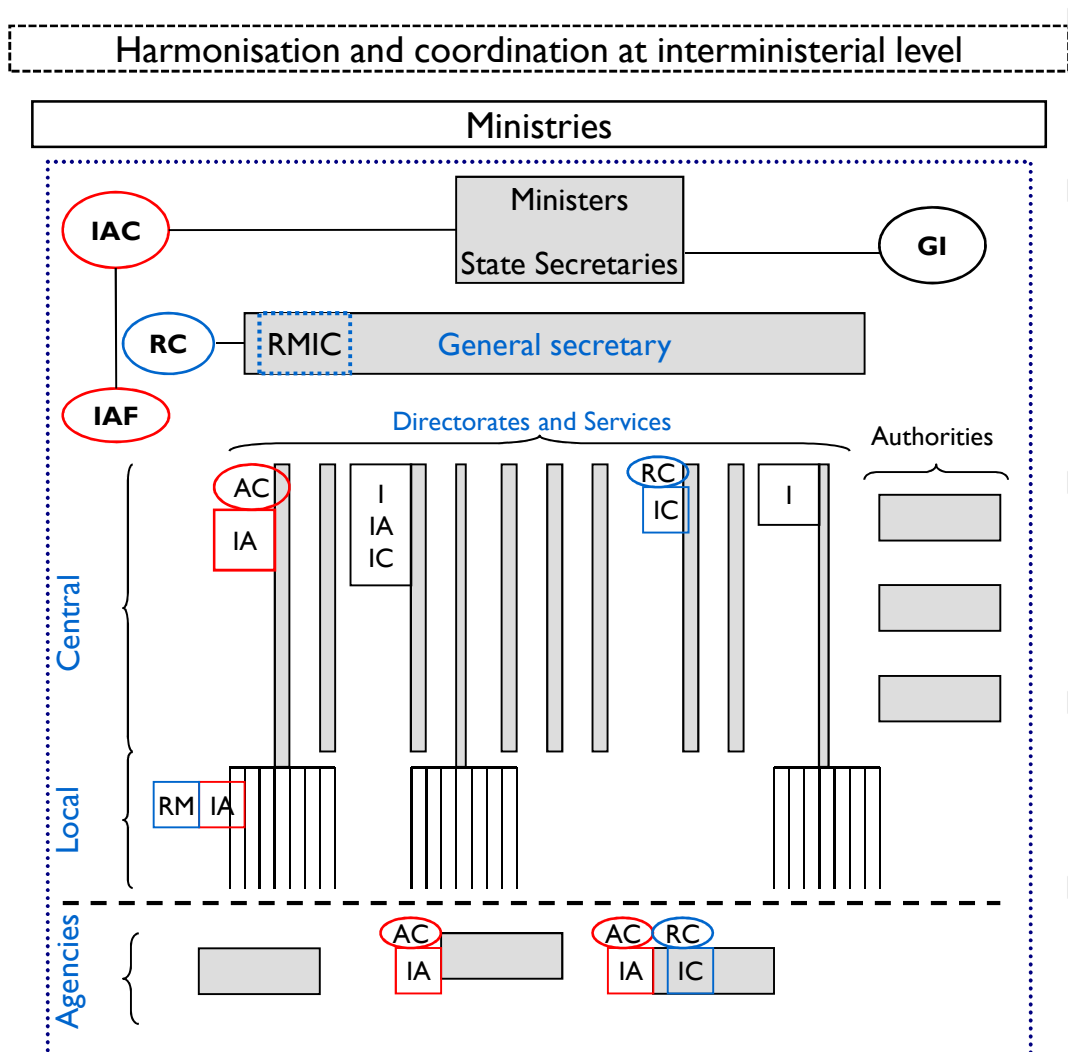 Harmonisation and coordination at interministerial level
Ministries
Ministers
State Secretaries
IAC
GI
RC
RMIC
General secretary
IAF
Directorates and Services
Authorities
AC
IA
I
IA
IC
RC
IC
I
Central
Local
RM
IA
Agencies
AC
IA
AC
RC
IA
IC